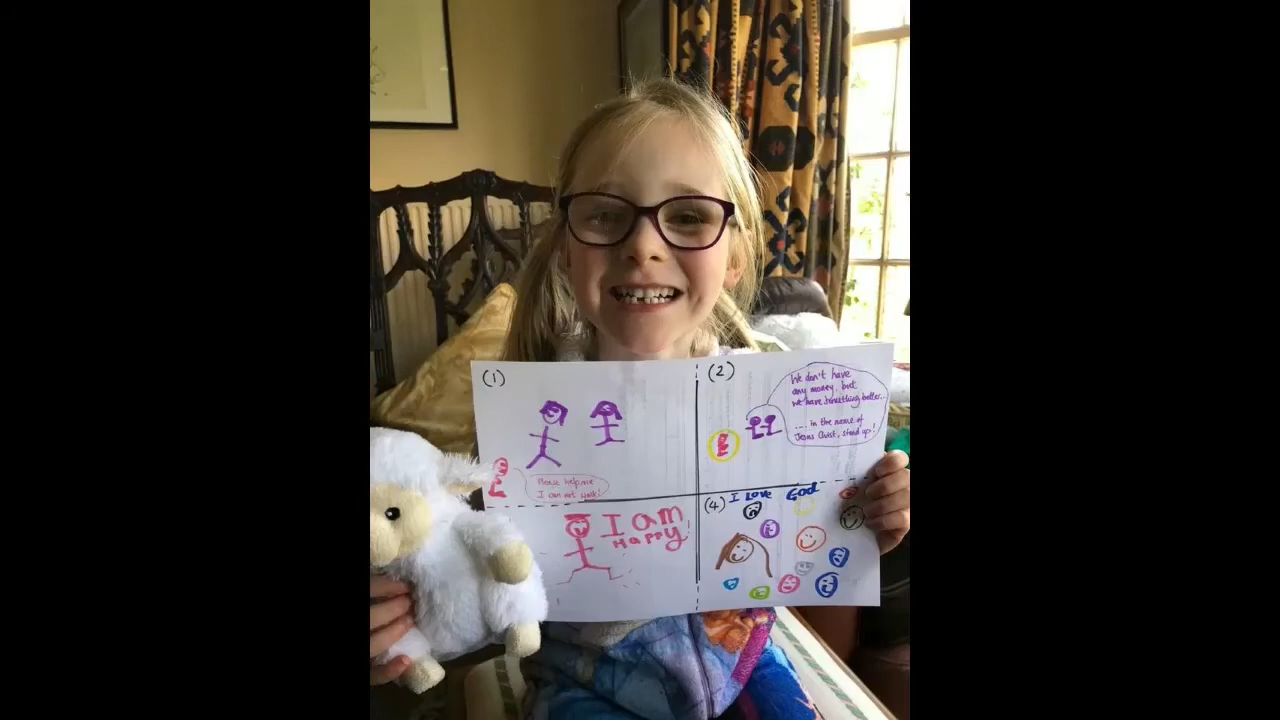 (1)
Please help me
I can not walk!
(2)
We don't have
any money, but
we have something better...
.... in the name of
Jesus Christ, stand up!
I am
Happy
(4)
I Love God